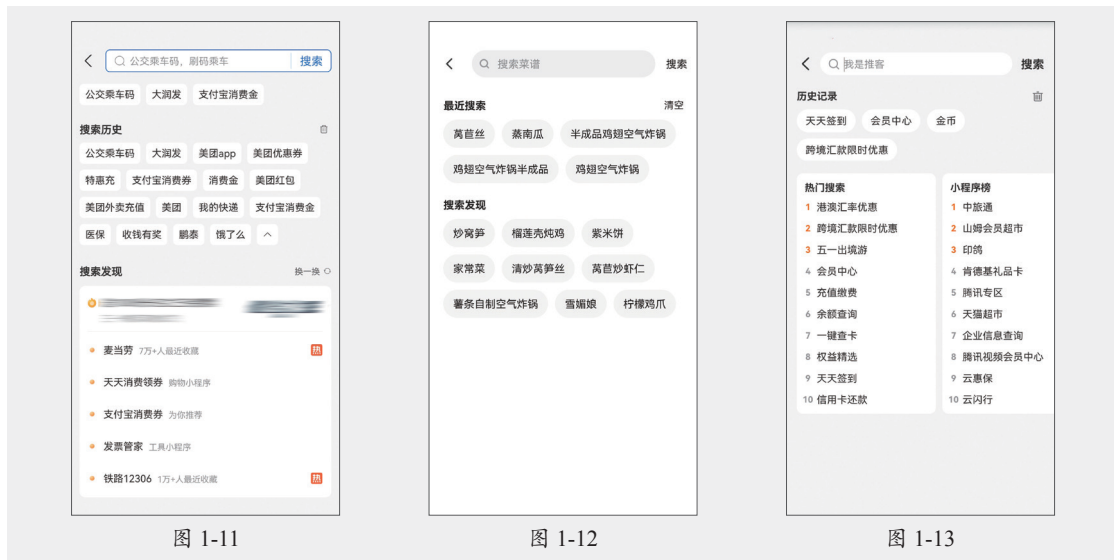 公交乘车码，刷码乘车 搜索
公交乘车码 大润发 支付宝消费金
搜索历史
公交乘车码 大润发 美团app 美团优惠券
特惠充 支付宝消费券 消费金 美团红包
美团外卖充值 美团 我的快递 支付宝消费金
医保 收钱有奖 鹏泰 饿了么
搜索发现 换一换
麦当劳 7万+人最近收藏 热
天天消费领券 购物小程序
支付宝消费券 为你推荐
发票管家 工具小程序
铁路12306 1万+人最近收藏 热
图 1-11
搜索菜谱 搜索
最近搜索 清空
莴苣丝 蒸南瓜 半成品鸡翅空气炸锅
鸡翅空气炸锅半成品 鸡翅空气炸锅
搜索发现
炒窝笋 榴莲壳炖鸡 紫米饼
家常菜 清炒莴笋丝 莴苣炒虾仁
薯条自制空气炸锅 雪媚娘 柠檬鸡爪
图 1-12
我是推客 搜索
历史记录
天天签到 会员中心 金币
跨境汇款限时优惠
热门搜索
1 港澳汇率优惠
2 跨境汇款限时优惠
3 五一出境游
4 会员中心
5 充值缴费
6 余额查询
7 一键查卡
8 权益精选
9 天天签到
10 信用卡还款
小程序榜
1 中旅通
2 山姆会员超市
3 印鸽
4 肯德基礼品卡
5 腾讯专区
6 天猫超市
7 企业信息查询
8 腾讯视频会员中心
9 云惠保
10 云闪行
图 1-13